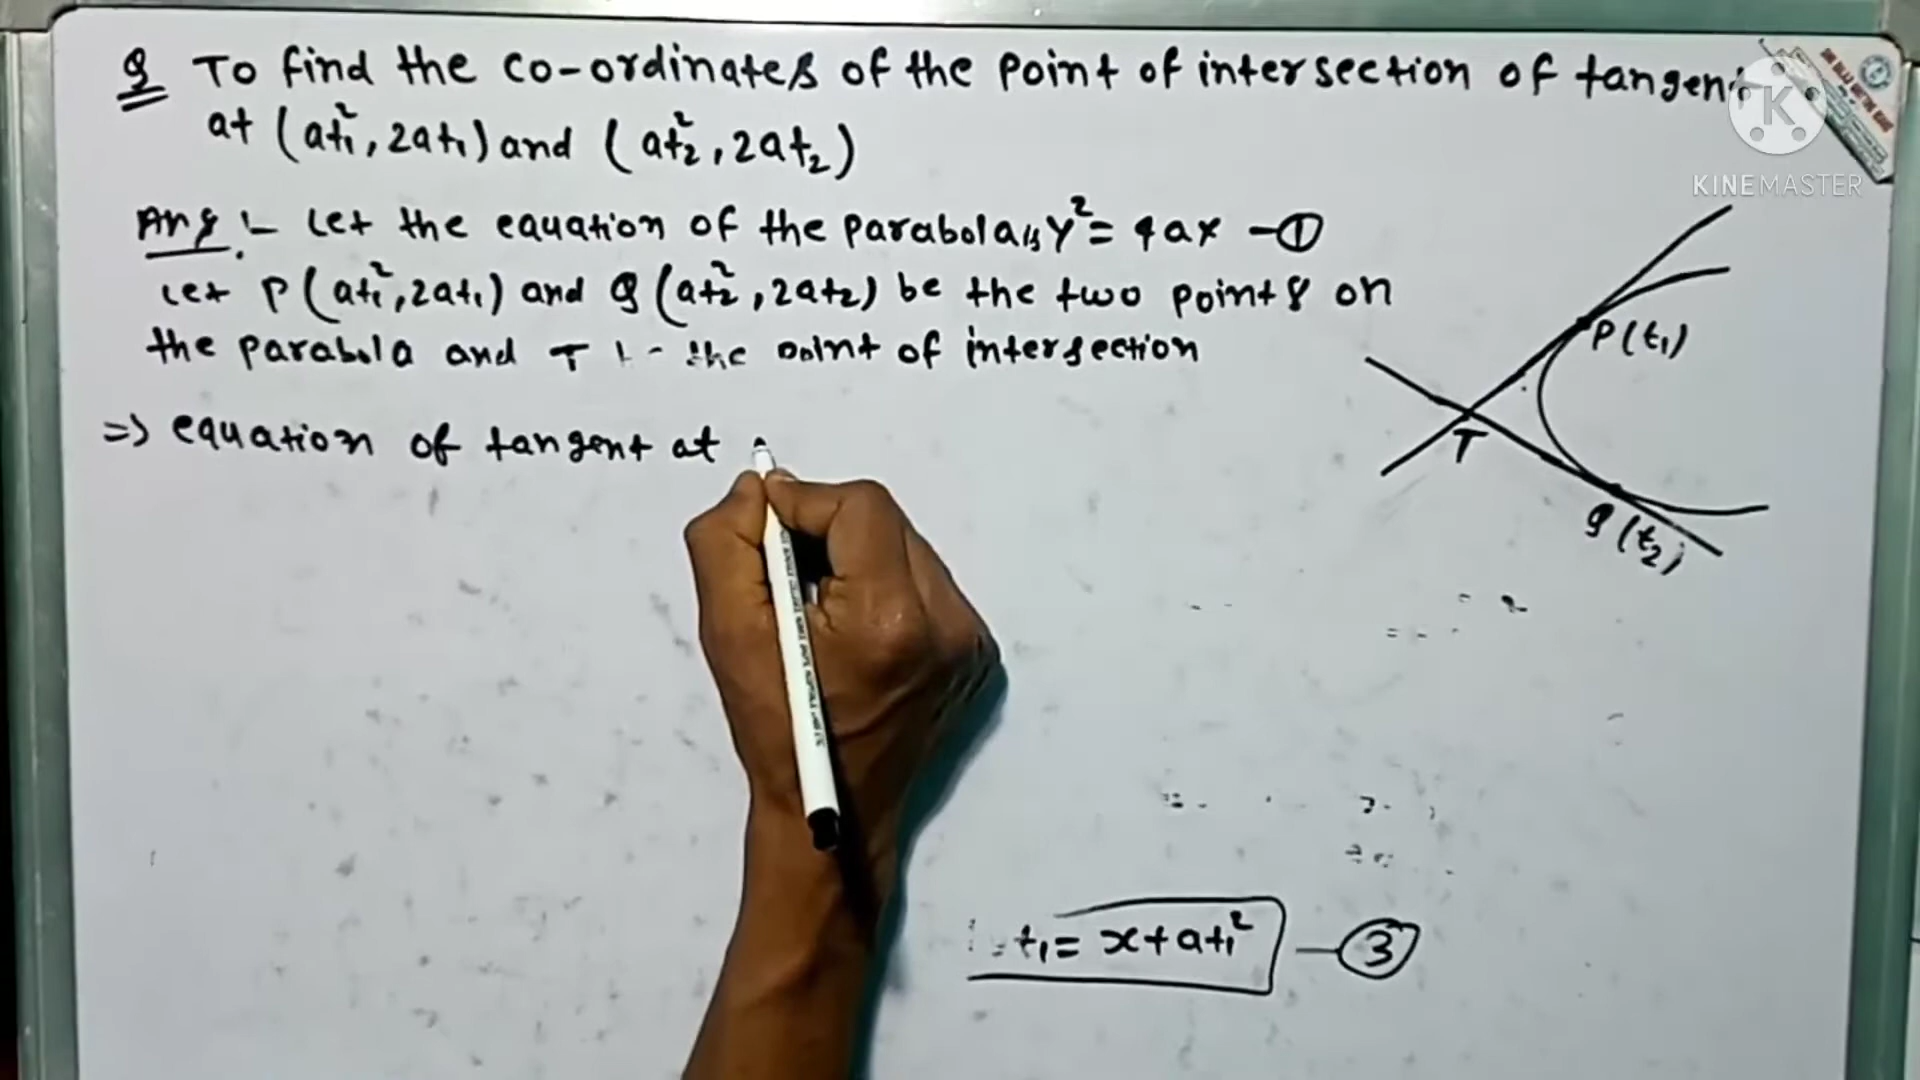 Q To find the co-ordinates of the point of intersection of tangent
at (at₁², 2at₁) and (at₂², 2at₂)
Ans :- Let the equation of the parabola is y² = 4ax -①
Let P(at₁², 2at₁) and Q(at₂², 2at₂) be the two points on
the parabola and T the point of intersection
=> equation of tangent at
P(t₁)
T
Q(t₂)
t₁ = x+at₁² -③
K
KINEMASTER